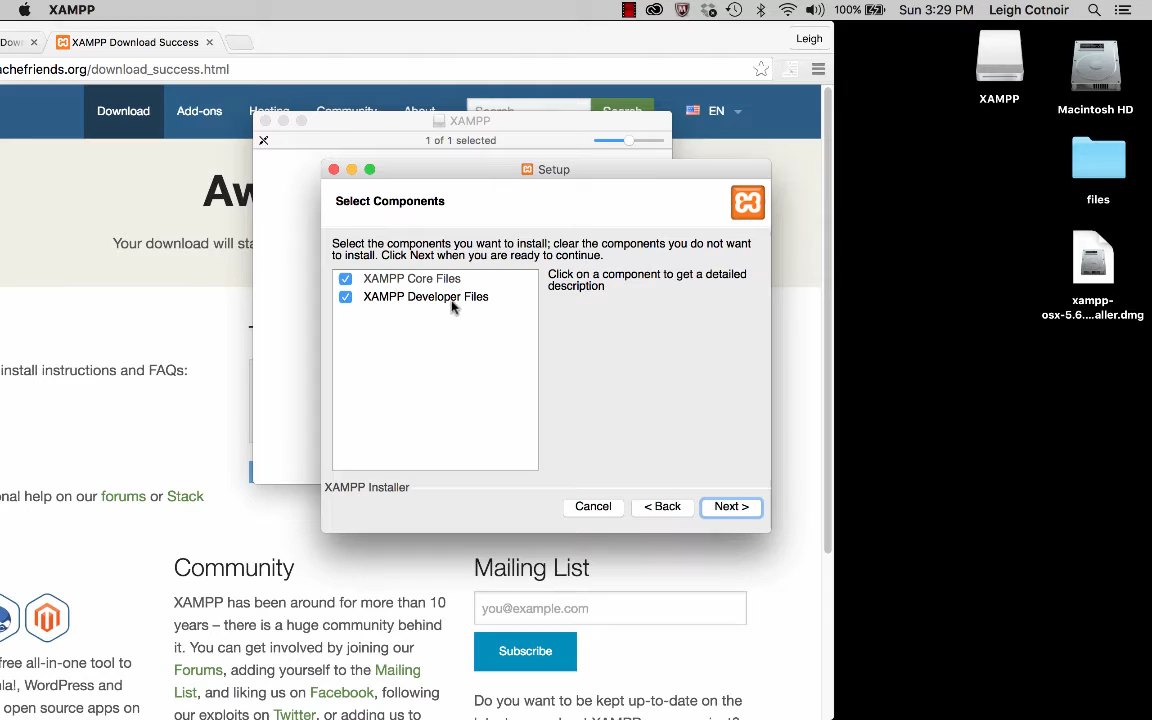 XAMPP
100%
Sun 3:29 PM
Leigh Cotnoir
Dow
XAMPP Download Success
Leigh
achefriends.org/download_success.html
Download
Add-ons
Hosting
Community
About
Search
Search
EN
XAMPP
1 of 1 selected
Setup
Select Components
Select the components you want to install; clear the components you do not want
to install. Click Next when you are ready to continue.
XAMPP Core Files
XAMPP Developer Files
Click on a component to get a detailed
description
XAMPP Installer
Cancel
< Back
Next >
Aw
Your download will sta
install instructions and FAQs:
onal help on our forums or Stack
free all-in-one tool to
nla!, WordPress and
open source apps on
Community
XAMPP has been around for more than 10
years – there is a huge community behind
it. You can get involved by joining our
Forums, adding yourself to the Mailing
List, and liking us on Facebook, following
our exploits on Twitter, or adding us to
Mailing List
you@example.com
Subscribe
Do you want to be kept up-to-date on the
XAMPP
Macintosh HD
files
xampp-
osx-5.6....aller.dmg